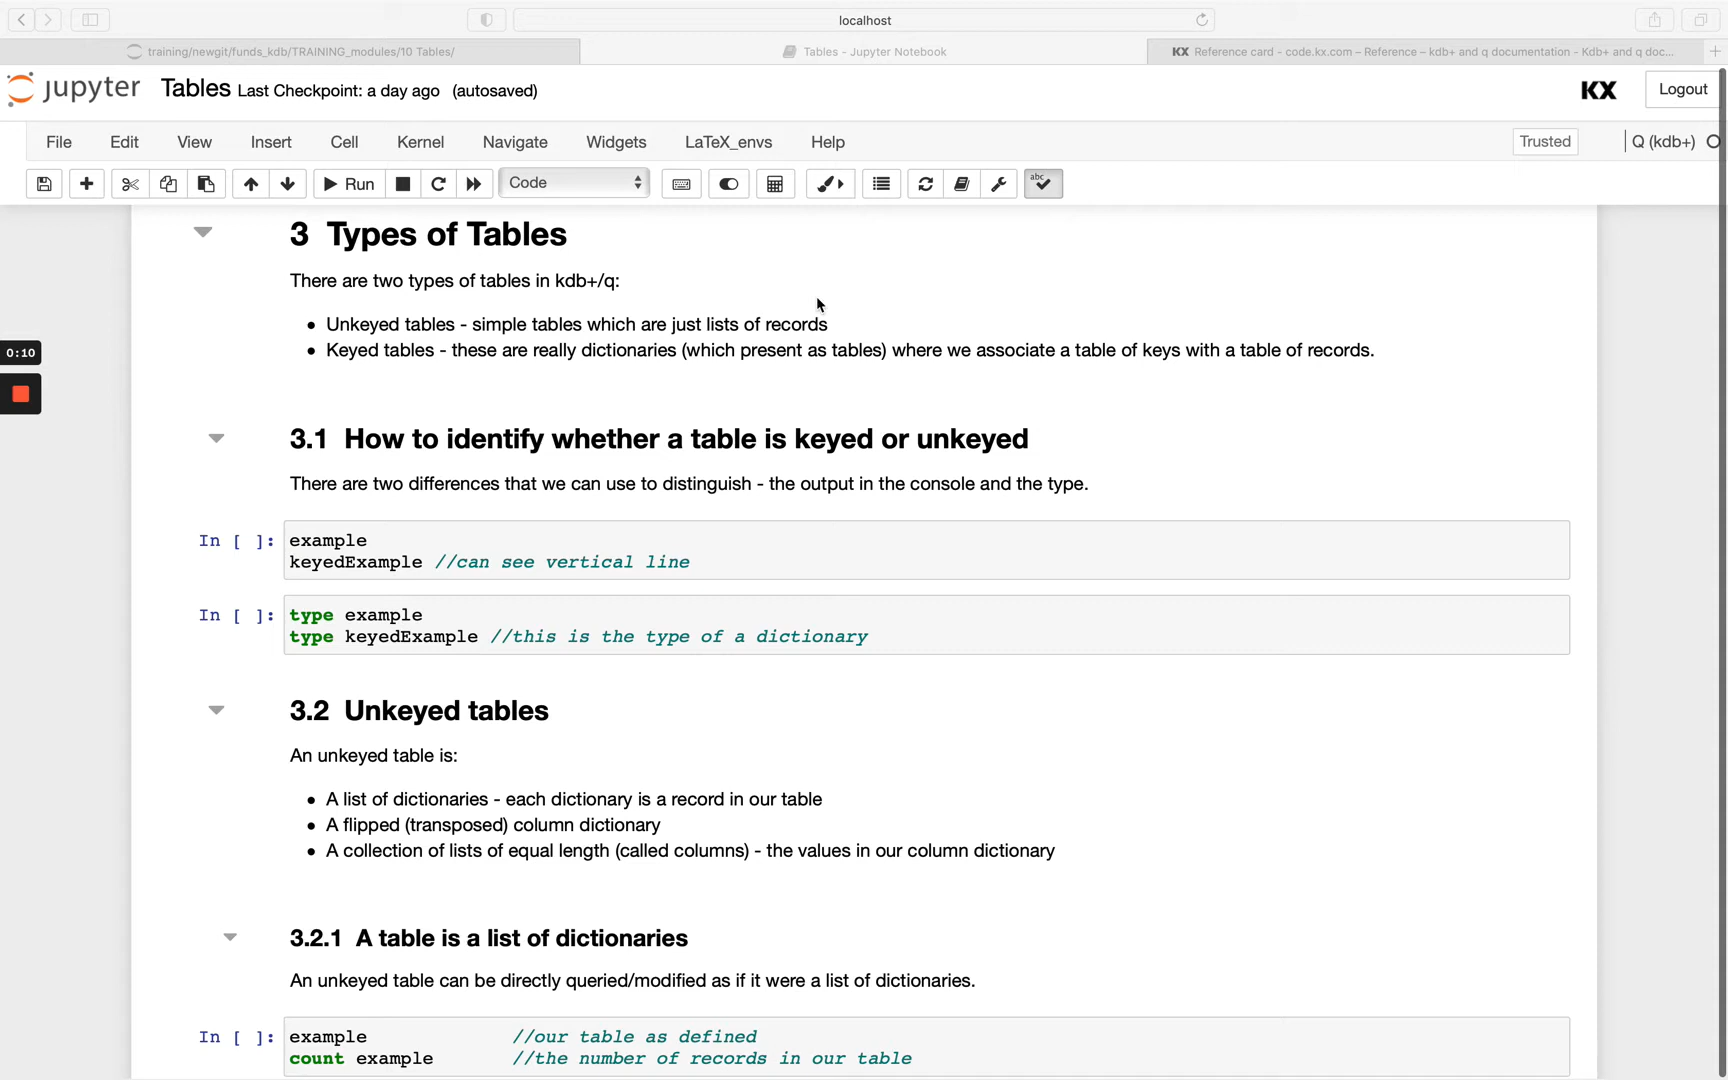 localhost
training/newgit/funds_kdb/TRAINING_modules/10 Tables/
Tables - Jupyter Notebook
KX Reference card - code.kx.com – Reference – kdb+ and q documentation - Kdb+ and q doc...
jupyter Tables Last Checkpoint: a day ago (autosaved)
KX
Logout
File Edit View Insert Cell Kernel Navigate Widgets LaTeX_envs Help
Trusted
Q (kdb+)
Run
Code
abc
3 Types of Tables
There are two types of tables in kdb+/q:
• Unkeyed tables - simple tables which are just lists of records
0:10
• Keyed tables - these are really dictionaries (which present as tables) where we associate a table of keys with a table of records.
3.1 How to identify whether a table is keyed or unkeyed
There are two differences that we can use to distinguish - the output in the console and the type.
In [ ]: example
keyedExample //can see vertical line
In [ ]: type example
type keyedExample //this is the type of a dictionary
3.2 Unkeyed tables
An unkeyed table is:
• A list of dictionaries - each dictionary is a record in our table
• A flipped (transposed) column dictionary
• A collection of lists of equal length (called columns) - the values in our column dictionary
3.2.1 A table is a list of dictionaries
An unkeyed table can be directly queried/modified as if it were a list of dictionaries.
In [ ]: example //our table as defined
count example //the number of records in our table